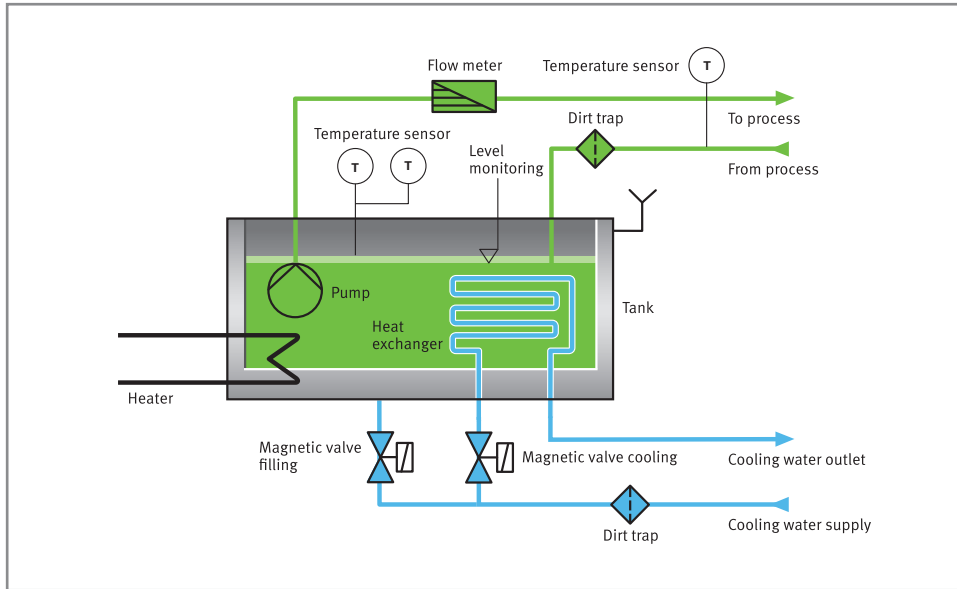 Flow meter
Temperature sensor
T
To process
Dirt trap
From process
Temperature sensor
T
T
Level
monitoring
Pump
Tank
Heat
exchanger
Heater
Magnetic valve
filling
Magnetic valve cooling
Cooling water outlet
Dirt trap
Cooling water supply